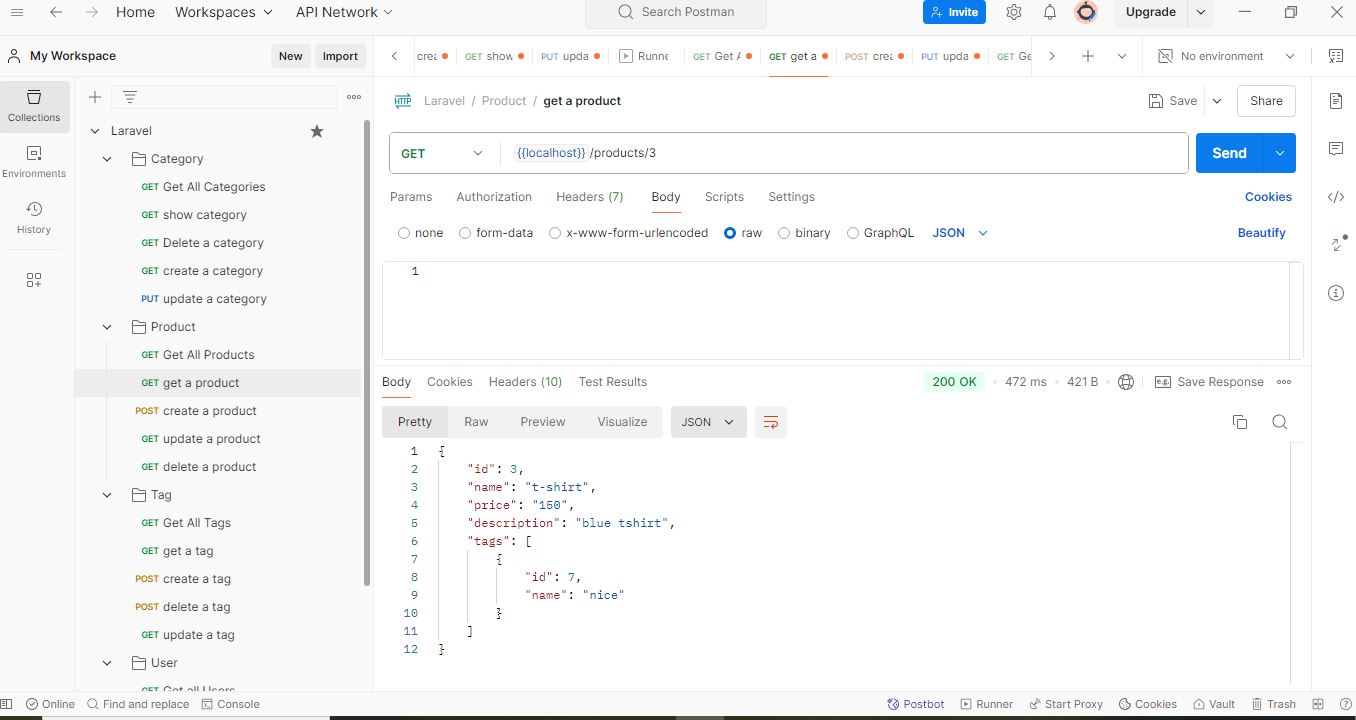 Home Workspaces API Network Search Postman Invite Upgrade
My Workspace New Import
GET show PUT upda Runne GET Get A GET get a POST PUT upda GET Ge No environment
Collections
Environments
History
Laravel
Category
GET Get All Categories
GET show category
GET Delete a category
GET create a category
PUT update a category
Product
GET Get All Products
GET get a product
POST create a product
GET update a product
GET delete a product
Tag
GET Get All Tags
GET get a tag
POST create a tag
POST delete a tag
GET update a tag
User
GET Get all Users
HTTP Laravel / Product / get a product Save Share
GET {{localhost}} /products/3 Send
Params Authorization Headers (7) Body Scripts Settings Cookies
none form-data x-www-form-urlencoded raw binary GraphQL JSON Beautify
1
Body Cookies Headers (10) Test Results 200 OK 472 ms 421 B e.g. Save Response
Pretty Raw Preview Visualize JSON
1 {
2 "id": 3,
3 "name": "t-shirt",
4 "price": "150",
5 "description": "blue tshirt",
6 "tags": [
7 {
8 "id": 7,
9 "name": "nice"
10 }
11 ]
12 }
Online Find and replace Console Postbot Runner Start Proxy Cookies Vault Trash